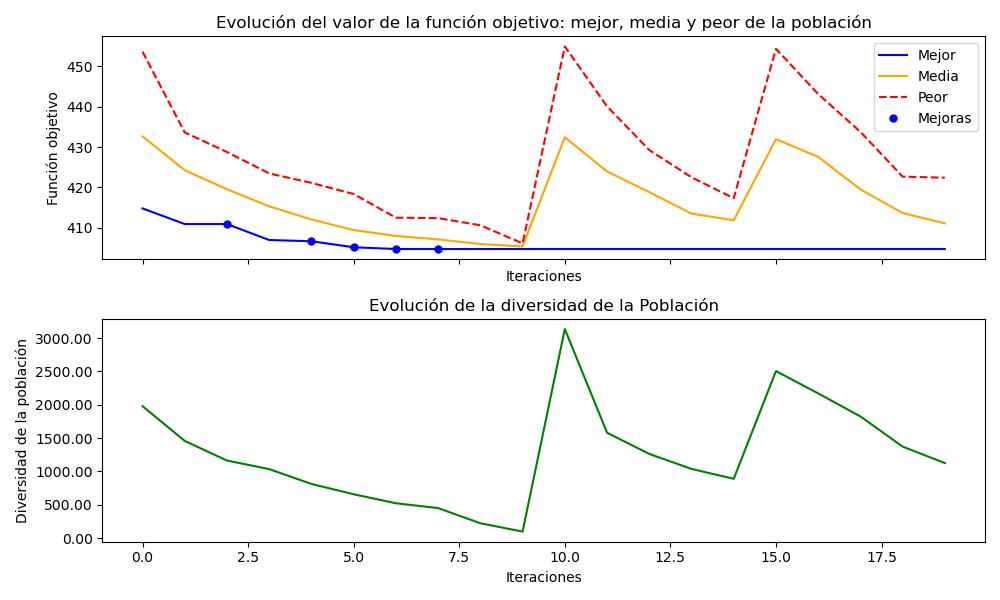 Evolución del valor de la función objetivo: mejor, media y peor de la población
Función objetivo
450
440
430
420
410
Mejor
Media
Peor
Mejoras
Iteraciones
Evolución de la diversidad de la Población
Diversidad de la población
3000.00
2500.00
2000.00
1500.00
1000.00
500.00
0.00
0.0 2.5 5.0 7.5 10.0 12.5 15.0 17.5
Iteraciones